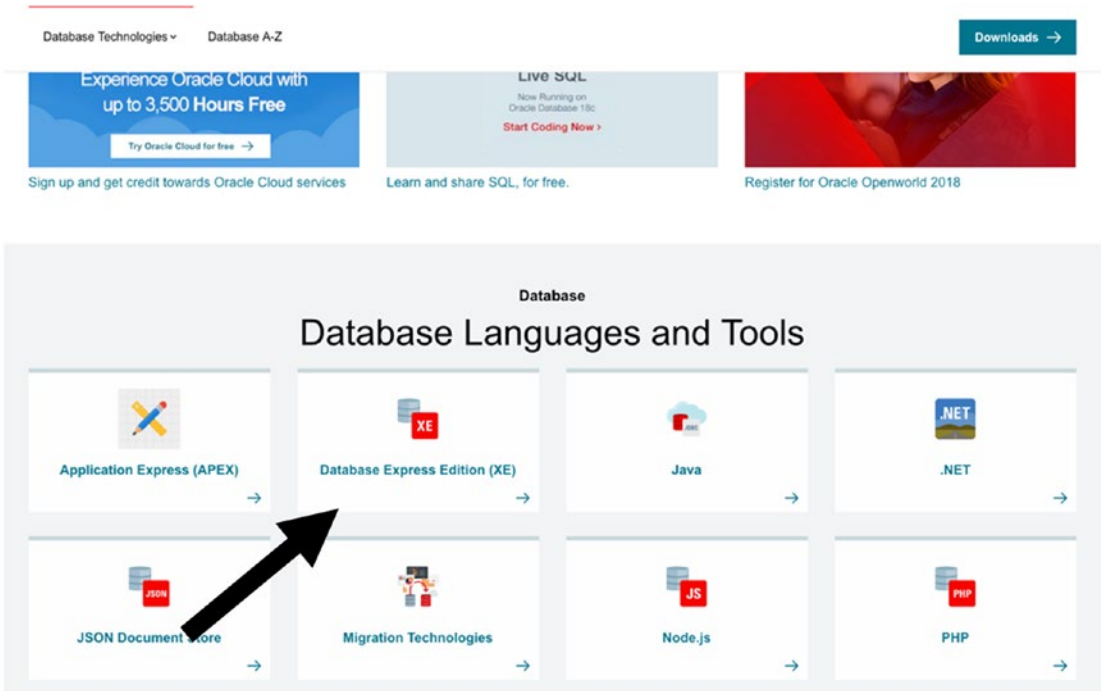 Database Technologies
Database A-Z
Downloads →
Experience Oracle Cloud with
up to 3,500 Hours Free
Try Oracle Cloud for free →
Live SQL
Now Running on
Oracle Database 18c
Start Coding Now >
Sign up and get credit towards Oracle Cloud services
Learn and share SQL, for free.
Register for Oracle Openworld 2018
Database
Database Languages and Tools
XE
JDBC
.NET
Application Express (APEX)
Database Express Edition (XE)
Java
.NET
JSON
JS
PHP
JSON Document Store
Migration Technologies
Node.js
PHP